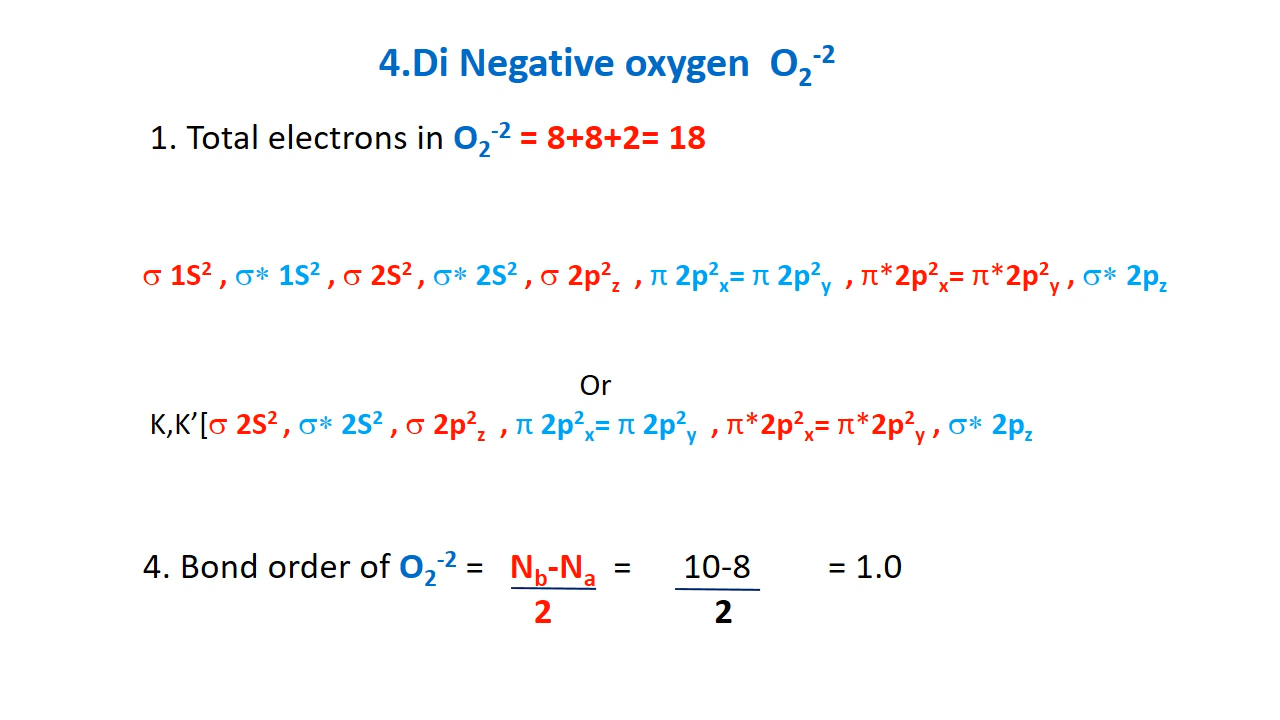 4.Di Negative oxygen O₂⁻²
1. Total electrons in O₂⁻² = 8+8+2= 18
σ 1S² , σ* 1S² , σ 2S² , σ* 2S² , σ 2p²z , π 2p²x= π 2p²y , π*2p²x= π*2p²y , σ* 2pz
Or
K,K’[σ 2S² , σ* 2S² , σ 2p²z , π 2p²x= π 2p²y , π*2p²x= π*2p²y , σ* 2pz
4. Bond order of O₂⁻² = Nb-Na = 10-8 = 1.0
2 2